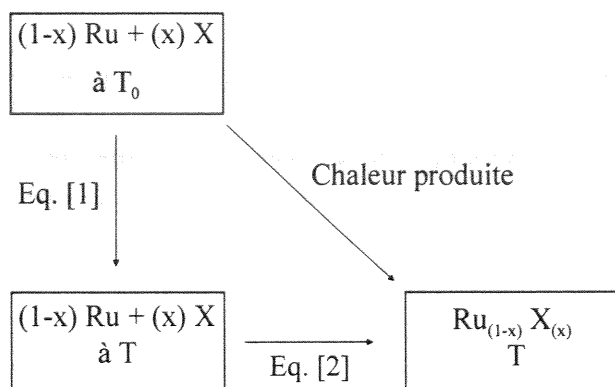 (1-x) Ru + (x) X
à T₀
Eq. [1]
Chaleur produite
(1-x) Ru + (x) X
à T
Eq. [2]
Ru₍₁₋ₓ₎ X₍ₓ₎
T